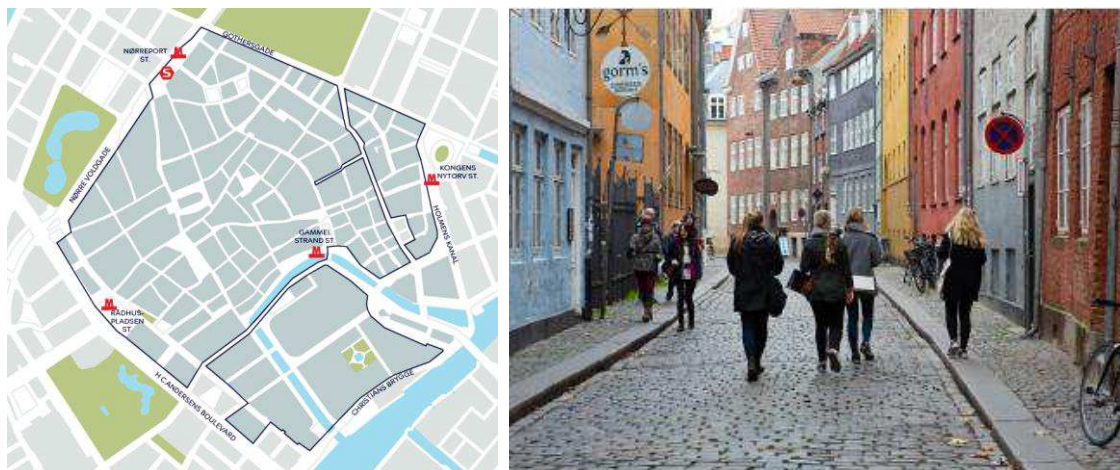 NØRREPORT
ST.
S
GOTHERSGADE
NØRRE VOLDGADE
M
KONGENS
NYTORV ST.
M
HOLMENS KANAL
GAMMEL
STRAND ST.
M
M
RÅDHUS-
PLADSEN
ST.
H C ANDERSENS BOULEVARD
CHRISTIANS BRYGGE
gorm's